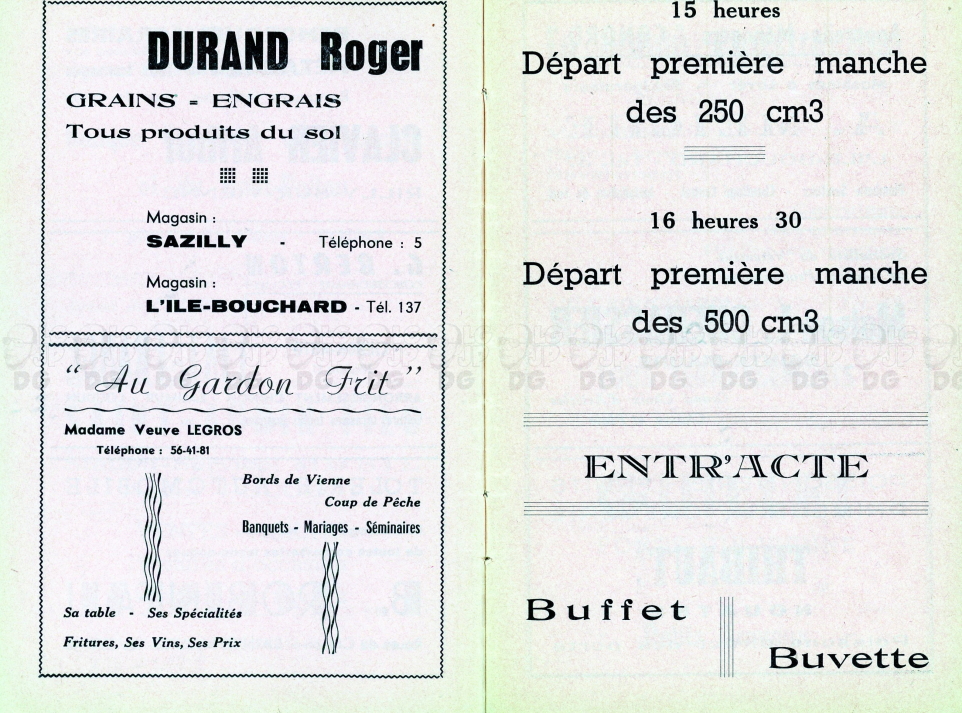 DURAND Roger
GRAINS = ENGRAIS
Tous produits du sol
Magasin :
SAZILLY - Téléphone : 5
Magasin :
L'ILE-BOUCHARD - Tél. 137
“ Au Gardon Frit ”
Madame Veuve LEGROS
Téléphone : 56-41-81
Bords de Vienne
Coup de Pêche
Banquets - Mariages - Séminaires
Sa table - Ses Spécialités
Fritures, Ses Vins, Ses Prix
15 heures
Départ première manche
des 250 cm3
16 heures 30
Départ première manche
des 500 cm3
ENTR'ACTE
Buffet
Buvette